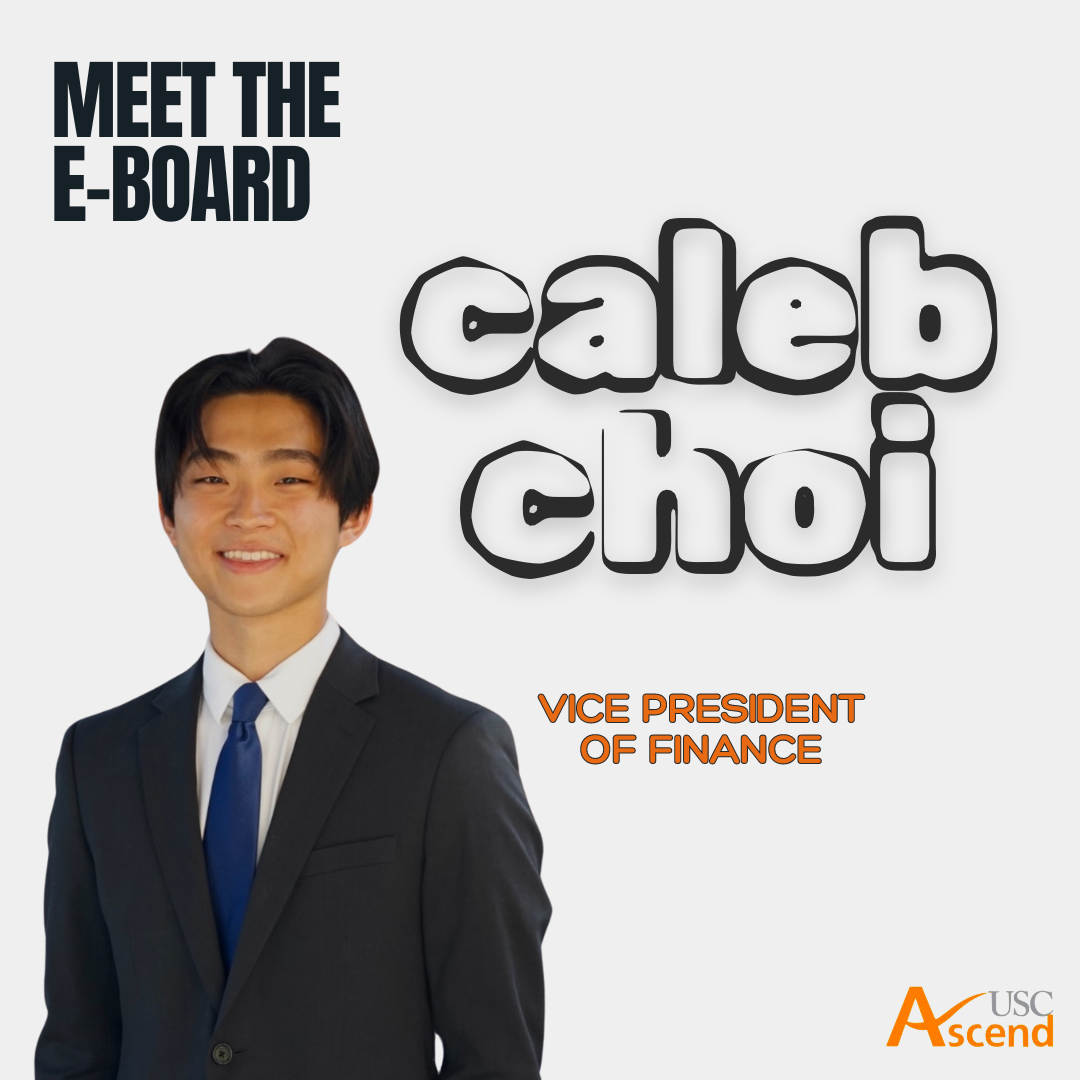 MEET THE
E-BOARD
caleb
choi
VICE PRESIDENT
OF FINANCE
USC
Ascend